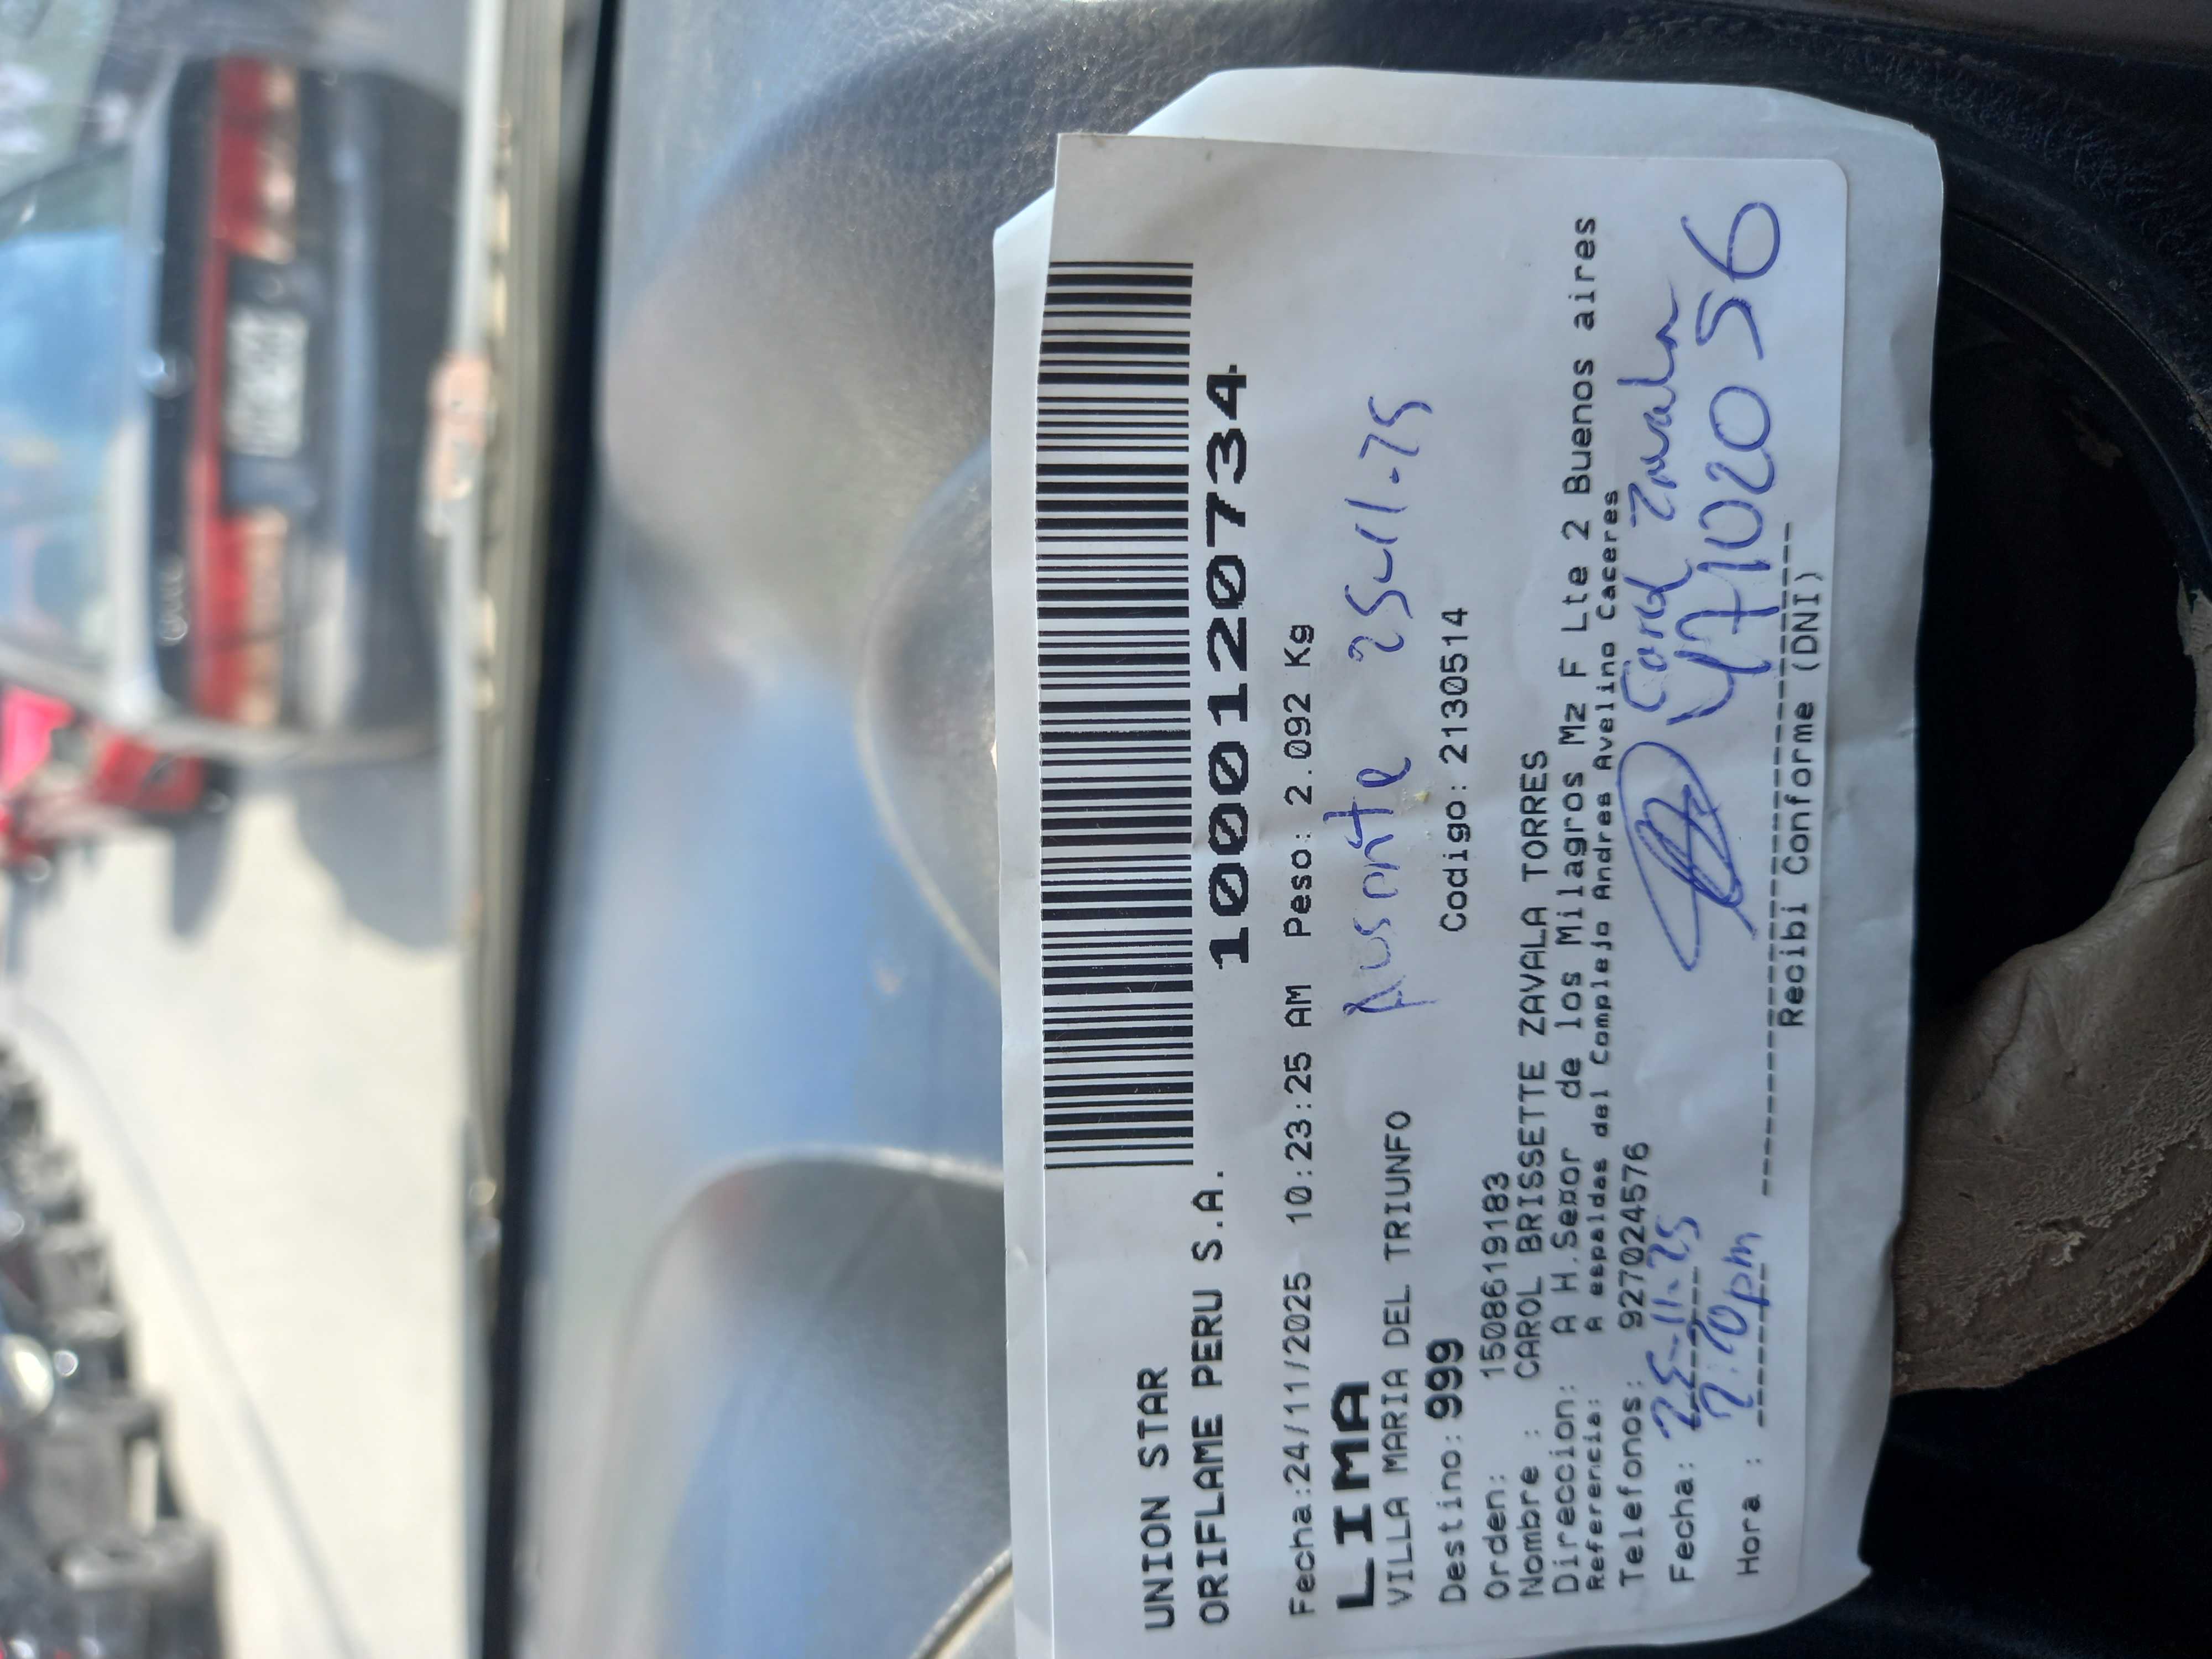 UNION STAR
ORIFLAME PERU S.A.
1000120734
Fecha:24/11/2025 10:23:25 AM Peso: 2.092 Kg
LIMA
Ausente 25-11-25
VILLA MARIA DEL TRIUNFO
Destino: 999 Codigo: 2130514
Orden: 1508619183
Nombre : CAROL BRISSETTE ZAVALA TORRES
Direccion: A H.Señor de los Milagros Mz F Lte 2 Buenos aires
Referencia: A espaldas del Complejo Andres Avelino Caceres
Telefonos: 927024576
Carol Zavala
Fecha: 25-11-25
47102056
Hora :
Recibi Conforme (DNI)